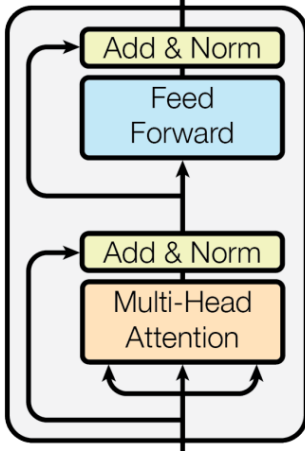 Add & Norm
Feed
Forward
Add & Norm
Multi-Head
Attention